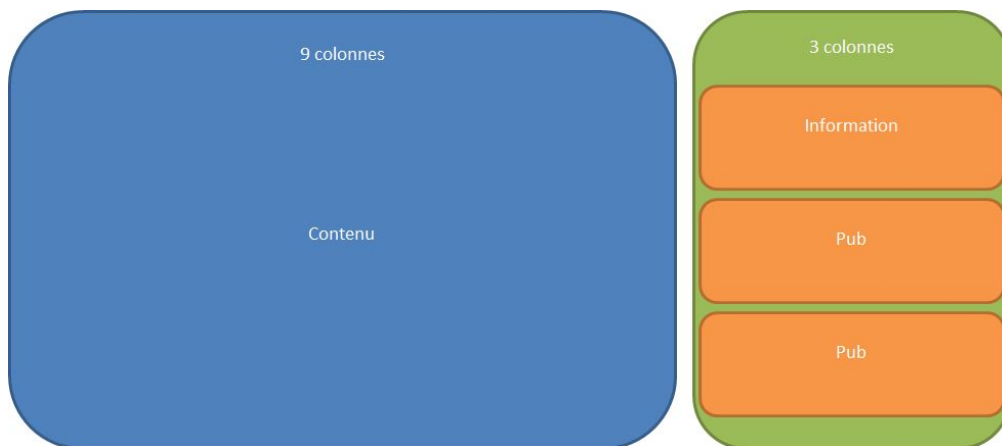 9 colonnes
Contenu
3 colonnes
Information
Pub
Pub